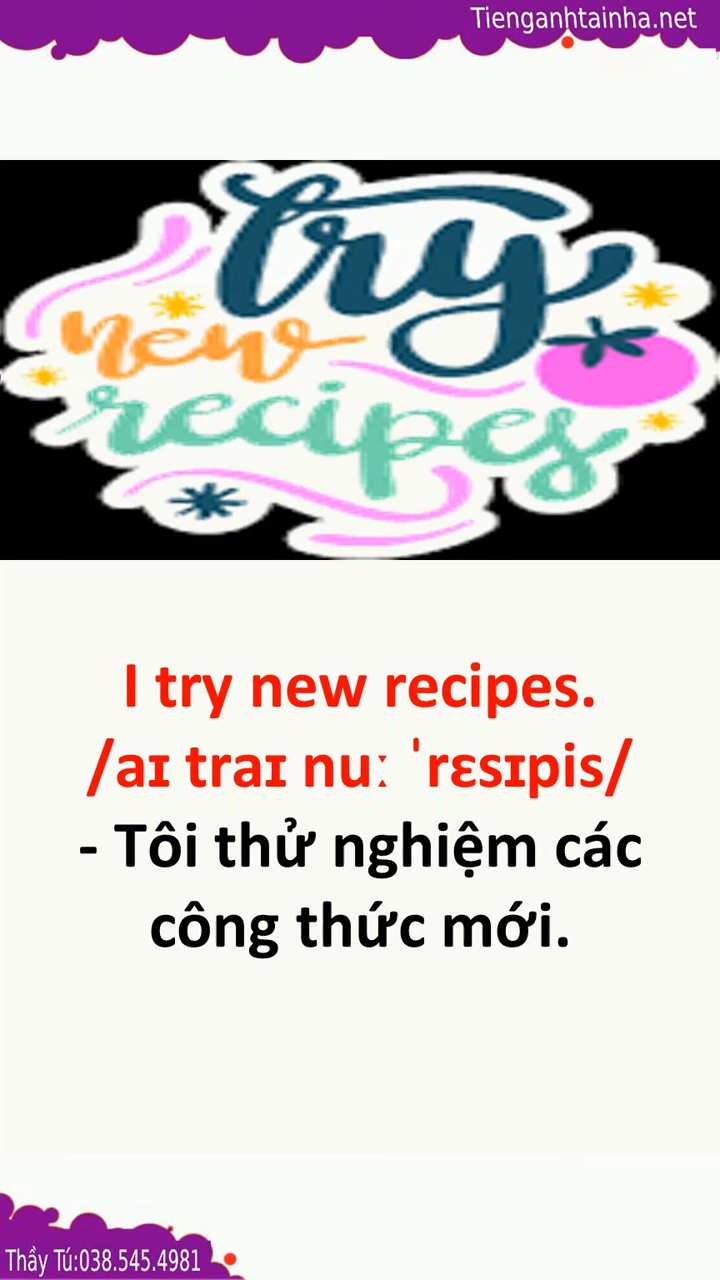 Tienganhtainha.net
try
new
recipes
I try new recipes.
/aɪ traɪ nuː ˈrɛsɪpis/
- Tôi thử nghiệm các
công thức mới.
Thầy Tú:038.545.4981